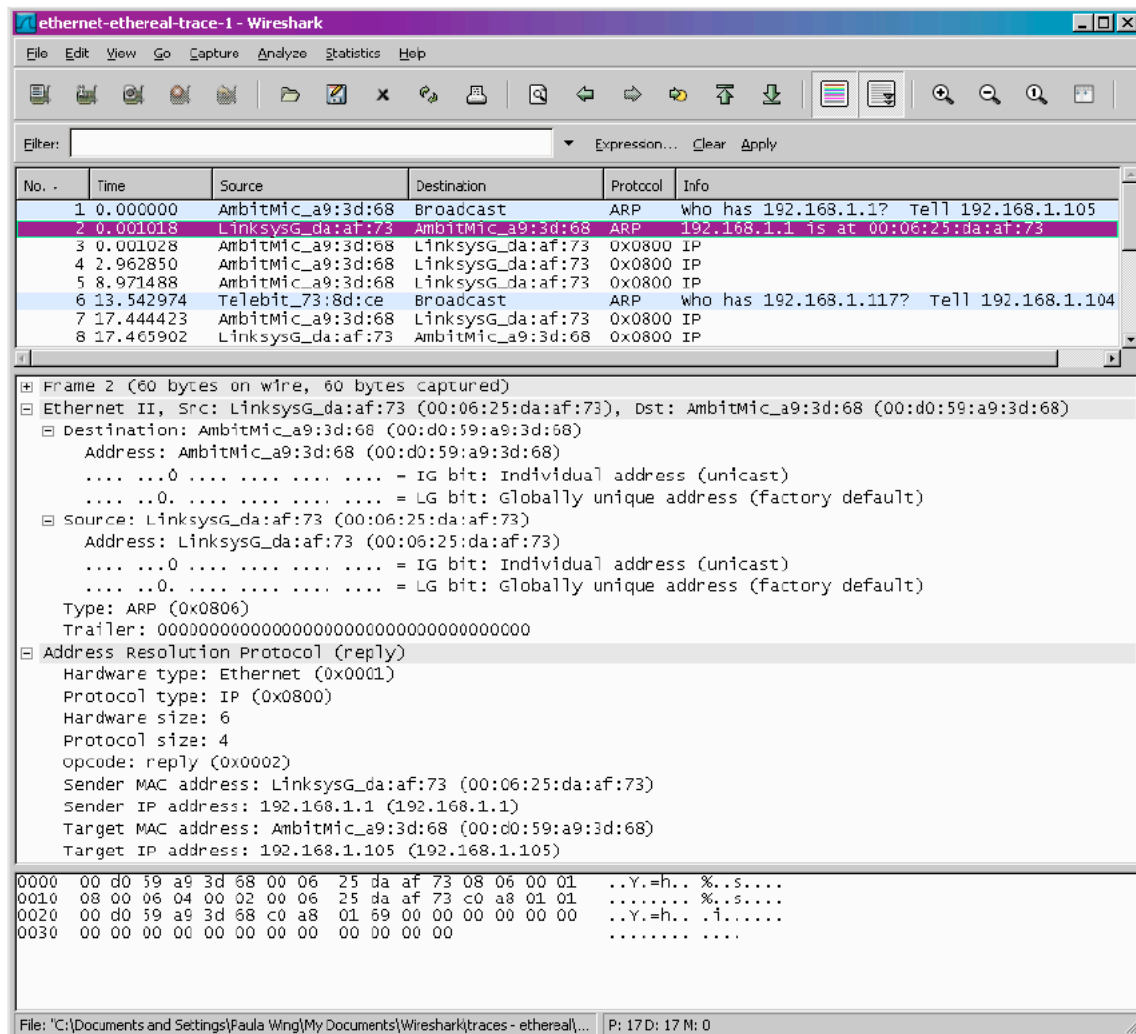 ethernet-ethereal-trace-1 - Wireshark
File Edit View Go Capture Analyze Statistics Help
Filter: Expression... Clear Apply
No. - Time Source Destination Protocol Info
1 0.000000 AmbitMic_a9:3d:68 Broadcast ARP Who has 192.168.1.1? Tell 192.168.1.105
2 0.001018 LinksysG_da:af:73 AmbitMic_a9:3d:68 ARP 192.168.1.1 is at 00:06:25:da:af:73
3 0.001028 AmbitMic_a9:3d:68 LinksysG_da:af:73 0x0800 IP
4 2.962850 AmbitMic_a9:3d:68 LinksysG_da:af:73 0x0800 IP
5 8.971488 AmbitMic_a9:3d:68 LinksysG_da:af:73 0x0800 IP
6 13.542974 Telebit_73:8d:ce Broadcast ARP Who has 192.168.1.117? Tell 192.168.1.104
7 17.444423 AmbitMic_a9:3d:68 LinksysG_da:af:73 0x0800 IP
8 17.465902 LinksysG_da:af:73 AmbitMic_a9:3d:68 0x0800 IP
Frame 2 (60 bytes on wire, 60 bytes captured)
Ethernet II, Src: LinksysG_da:af:73 (00:06:25:da:af:73), Dst: AmbitMic_a9:3d:68 (00:d0:59:a9:3d:68)
Destination: AmbitMic_a9:3d:68 (00:d0:59:a9:3d:68)
Address: AmbitMic_a9:3d:68 (00:d0:59:a9:3d:68)
.... ...0 .... .... .... .... = IG bit: Individual address (unicast)
.... ..0. .... .... .... .... = LG bit: Globally unique address (factory default)
Source: LinksysG_da:af:73 (00:06:25:da:af:73)
Address: LinksysG_da:af:73 (00:06:25:da:af:73)
.... ...0 .... .... .... .... = IG bit: Individual address (unicast)
.... ..0. .... .... .... .... = LG bit: Globally unique address (factory default)
Type: ARP (0x0806)
Trailer: 000000000000000000000000000000000000
Address Resolution Protocol (reply)
Hardware type: Ethernet (0x0001)
Protocol type: IP (0x0800)
Hardware size: 6
Protocol size: 4
Opcode: reply (0x0002)
Sender MAC address: LinksysG_da:af:73 (00:06:25:da:af:73)
Sender IP address: 192.168.1.1 (192.168.1.1)
Target MAC address: AmbitMic_a9:3d:68 (00:d0:59:a9:3d:68)
Target IP address: 192.168.1.105 (192.168.1.105)
0000 00 d0 59 a9 3d 68 00 06 25 da af 73 08 06 00 01 ..Y.=h.. %..s....
0010 08 00 06 04 00 02 00 06 25 da af 73 c0 a8 01 01 ........ %..s....
0020 00 d0 59 a9 3d 68 c0 a8 01 69 00 00 00 00 00 00 ..Y.=h.. .i......
0030 00 00 00 00 00 00 00 00 00 00 00 00 ........ ....
File: "C:\Documents and Settings\Paula Wing\My Documents\Wireshark\traces - ethereal\... P: 17 D: 17 M: 0